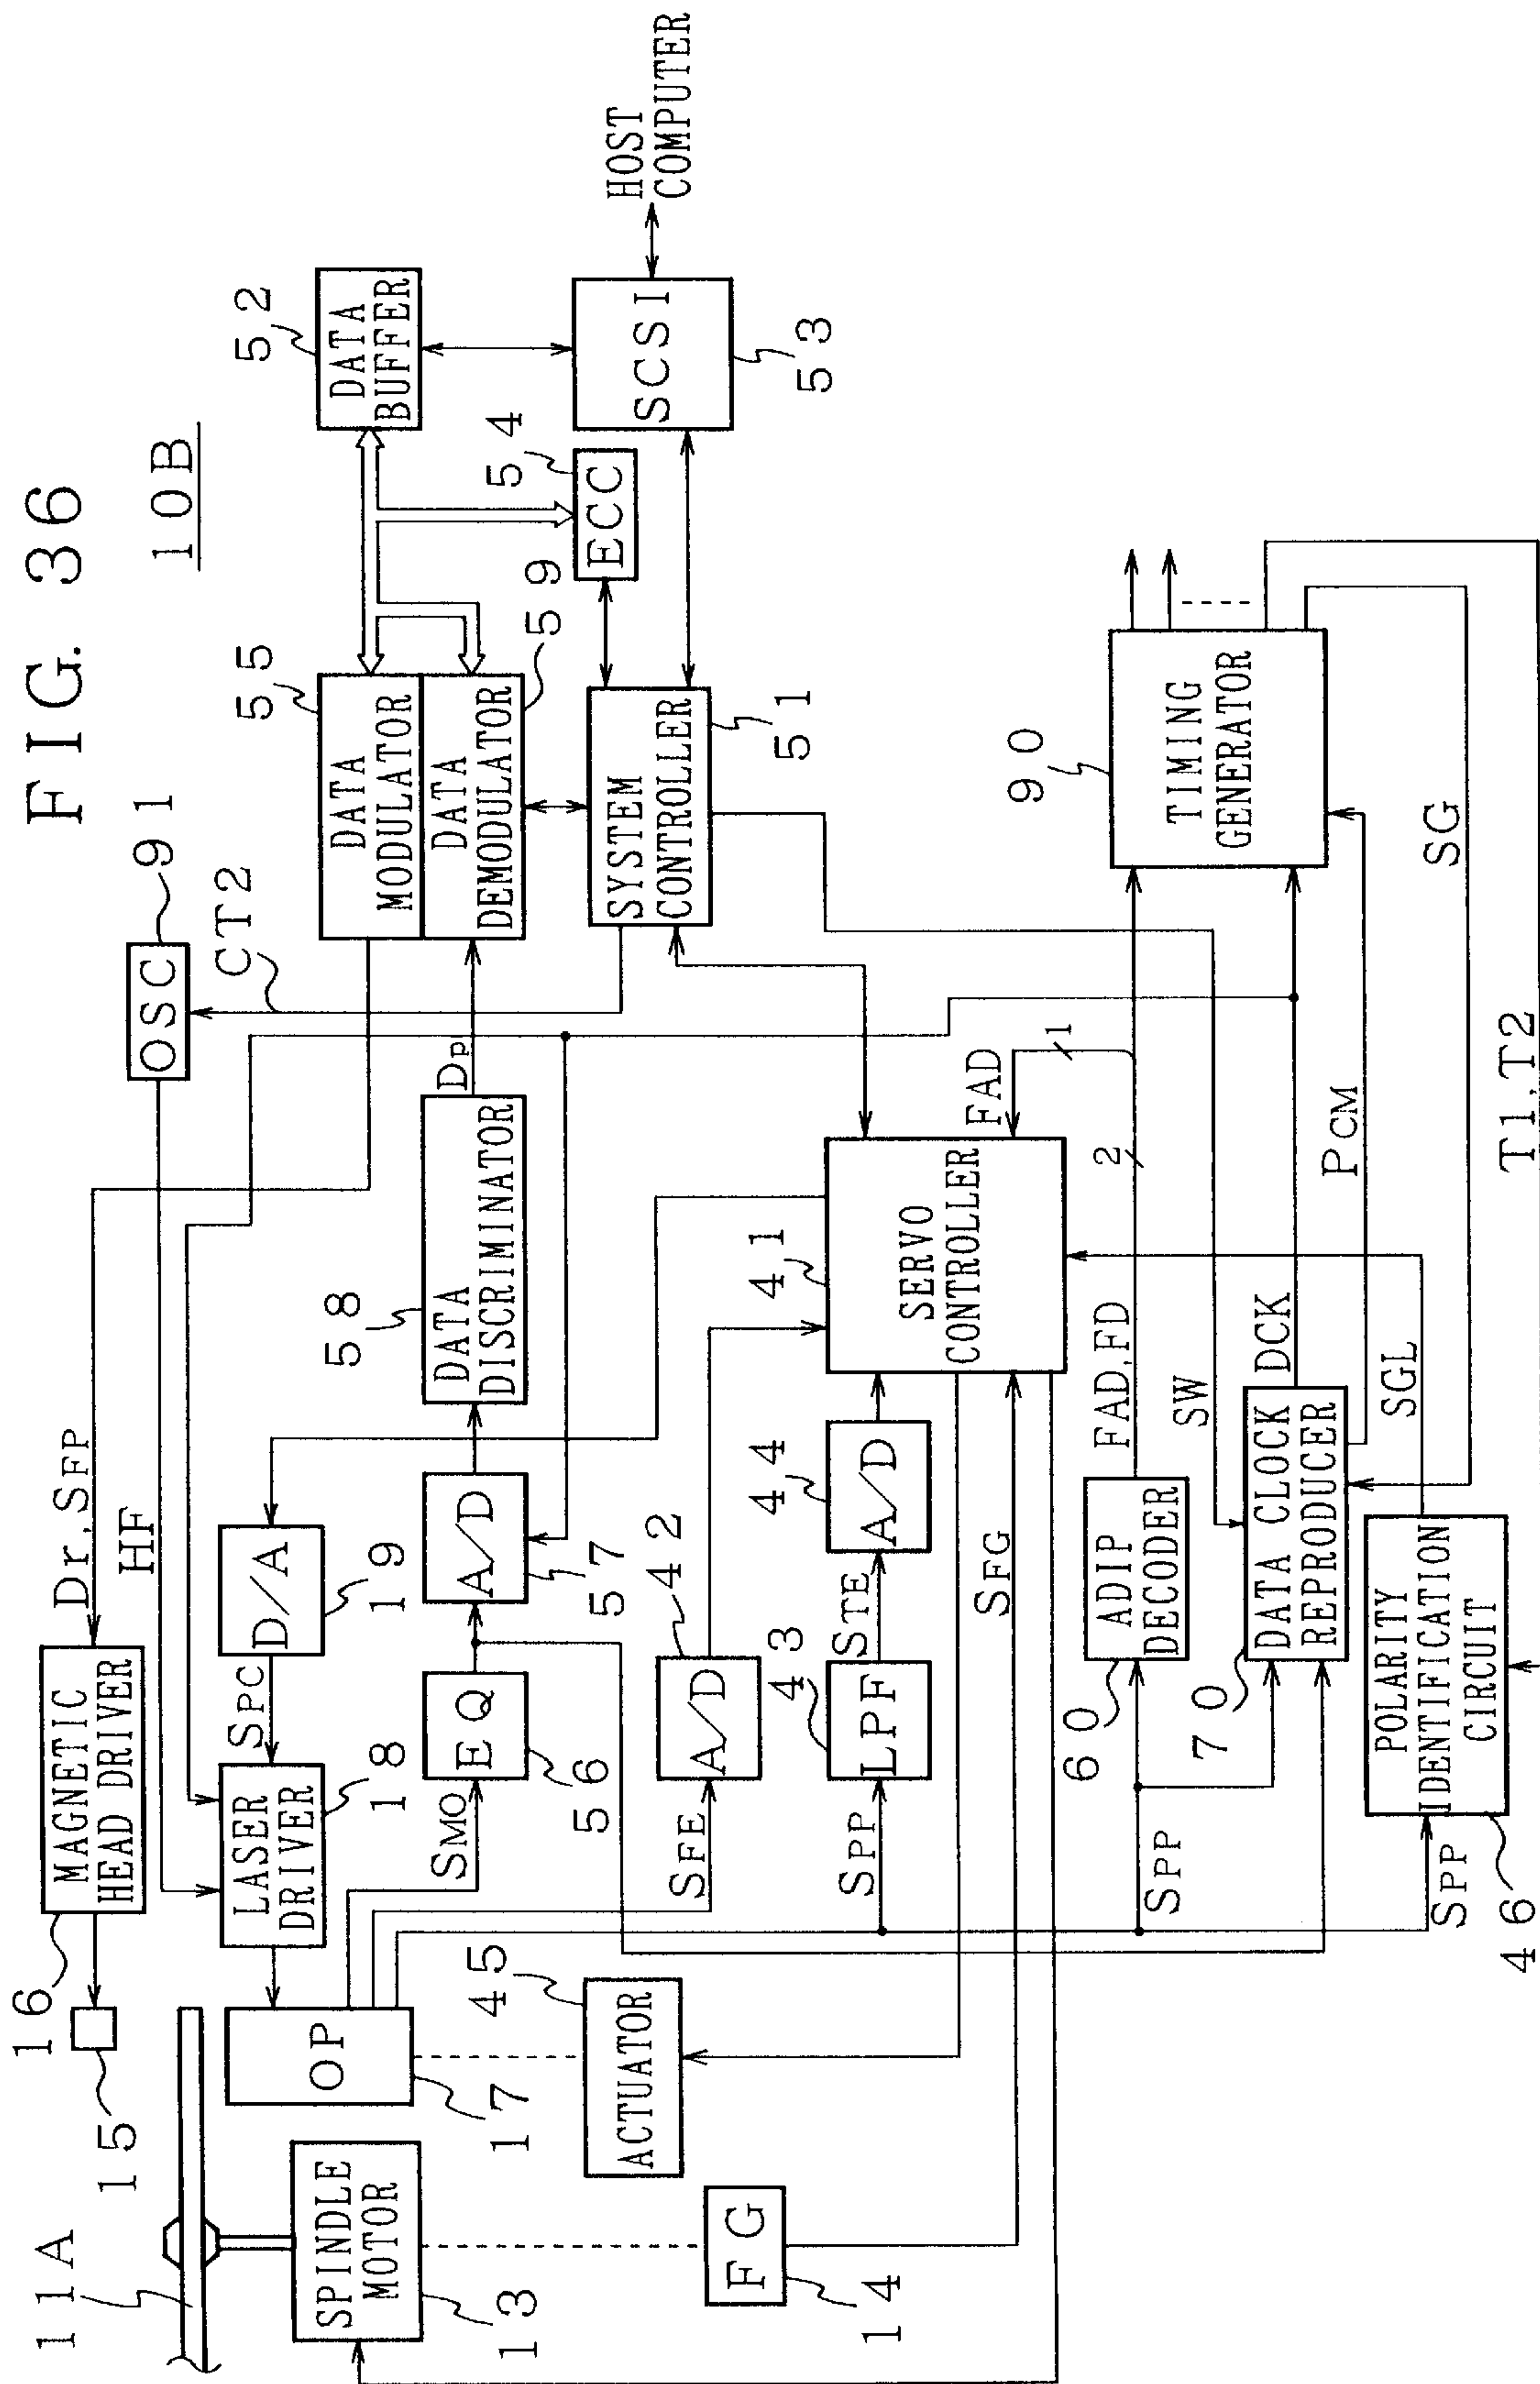 FIG. 36
10B
11A
15
16
MAGNETIC
HEAD DRIVER
Dr,SFP
HF
OSC
91
CT2
SPINDLE
MOTOR
13
FG
14
OP
17
LASER
DRIVER
18
SPC
D/A
19
ACTUATOR
45
SMO
EQ
56
A/D
57
DATA
DISCRIMINATOR
58
DP
DATA
MODULATOR
55
DATA
DEMODULATOR
59
DATA
BUFFER
52
ECC
54
SCSI
53
HOST
COMPUTER
SYSTEM
CONTROLLER
51
SFE
A/D
42
SPP
LPF
43
STE
A/D
44
SERVO
CONTROLLER
41
SFG
FAD
1
2
FAD,FD
ADIP
DECODER
60
SPP
SW
DATA CLOCK
REPRODUCER
70
DCK
PCM
TIMING
GENERATOR
90
SG
SGL
SPP
POLARITY
IDENTIFICATION
CIRCUIT
46
T1,T2